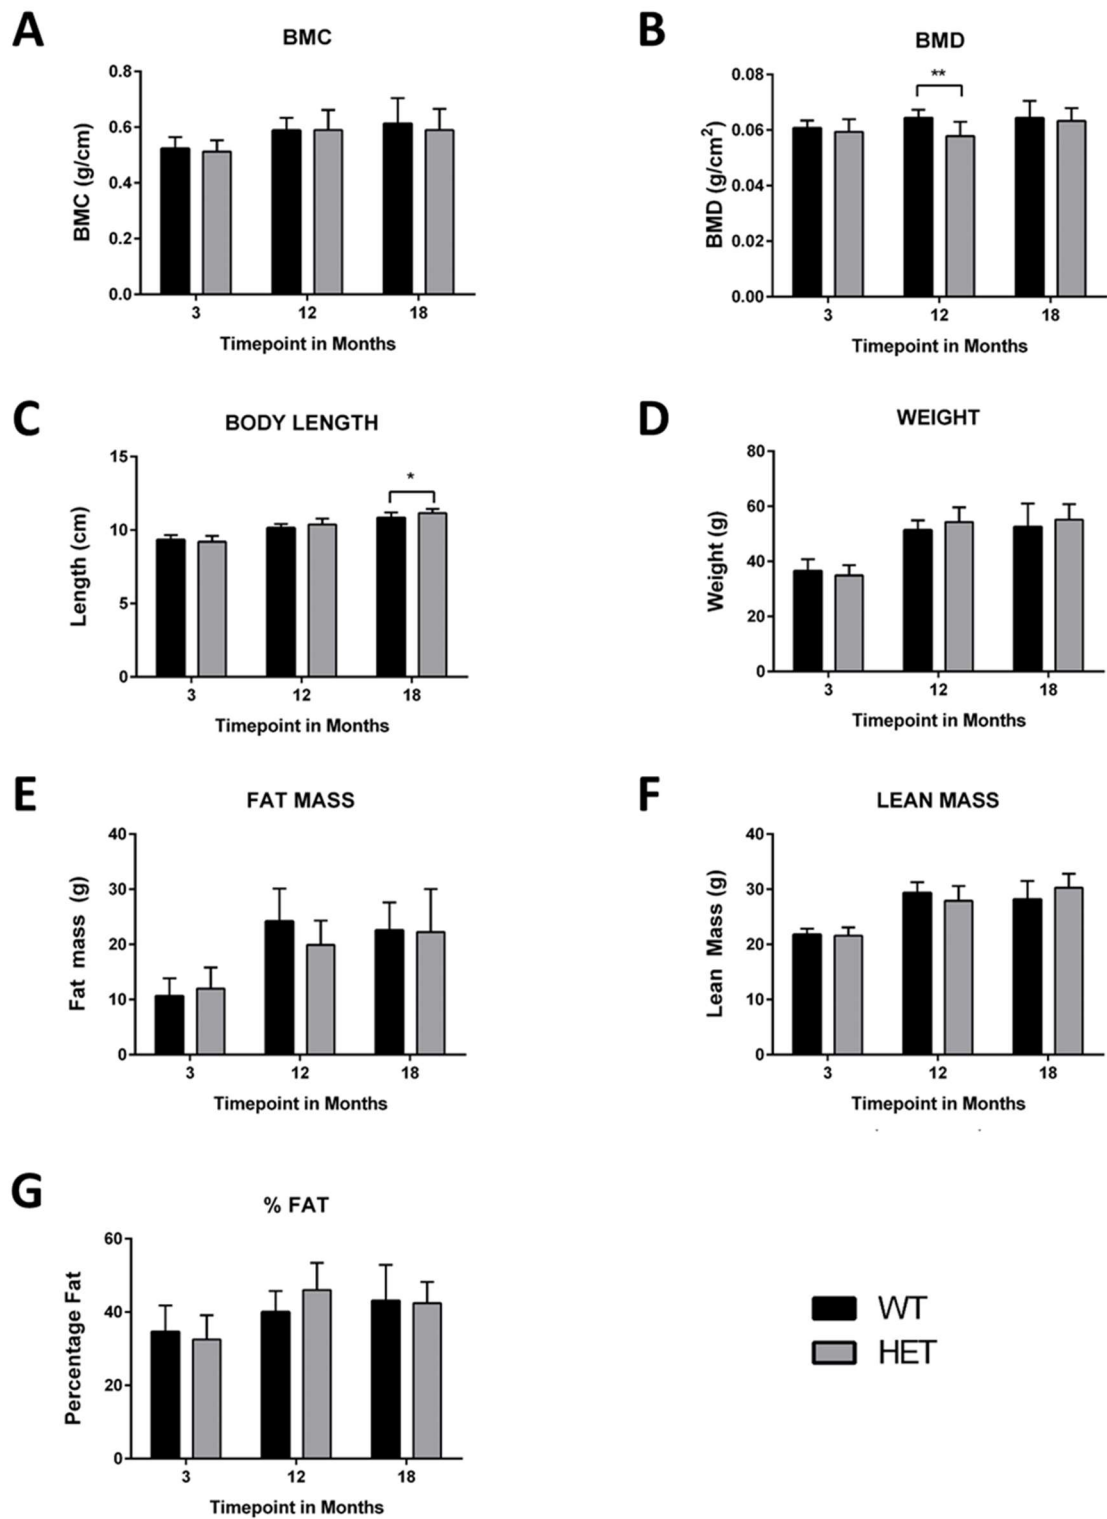 A
BMC
BMC (g/cm)
0.8
0.6
0.4
0.2
0.0
3 12 18
Timepoint in Months
B
BMD
BMD (g/cm²)
0.08
0.06
0.04
0.02
0.00
**
3 12 18
Timepoint in Months
C
BODY LENGTH
Length (cm)
15
10
5
0
*
3 12 18
Timepoint in Months
D
WEIGHT
Weight (g)
80
60
40
20
0
3 12 18
Timepoint in Months
E
FAT MASS
Fat mass (g)
40
30
20
10
0
3 12 18
Timepoint in Months
F
LEAN MASS
Lean Mass (g)
40
30
20
10
0
3 12 18
Timepoint in Months
G
% FAT
Percentage Fat
60
40
20
0
3 12 18
Timepoint in Months
WT
HET